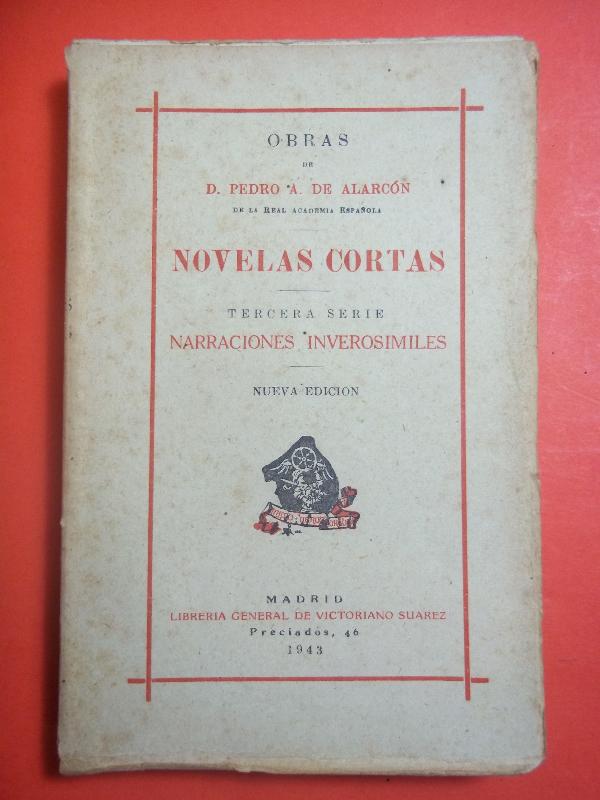 OBRAS
DE
D. PEDRO A. DE ALARCÓN
DE LA REAL ACADEMIA ESPAÑOLA
NOVELAS CORTAS
TERCERA SERIE
NARRACIONES INVEROSIMILES
NUEVA EDICION
MADRID
LIBRERIA GENERAL DE VICTORIANO SUAREZ
Preciados, 46
1943